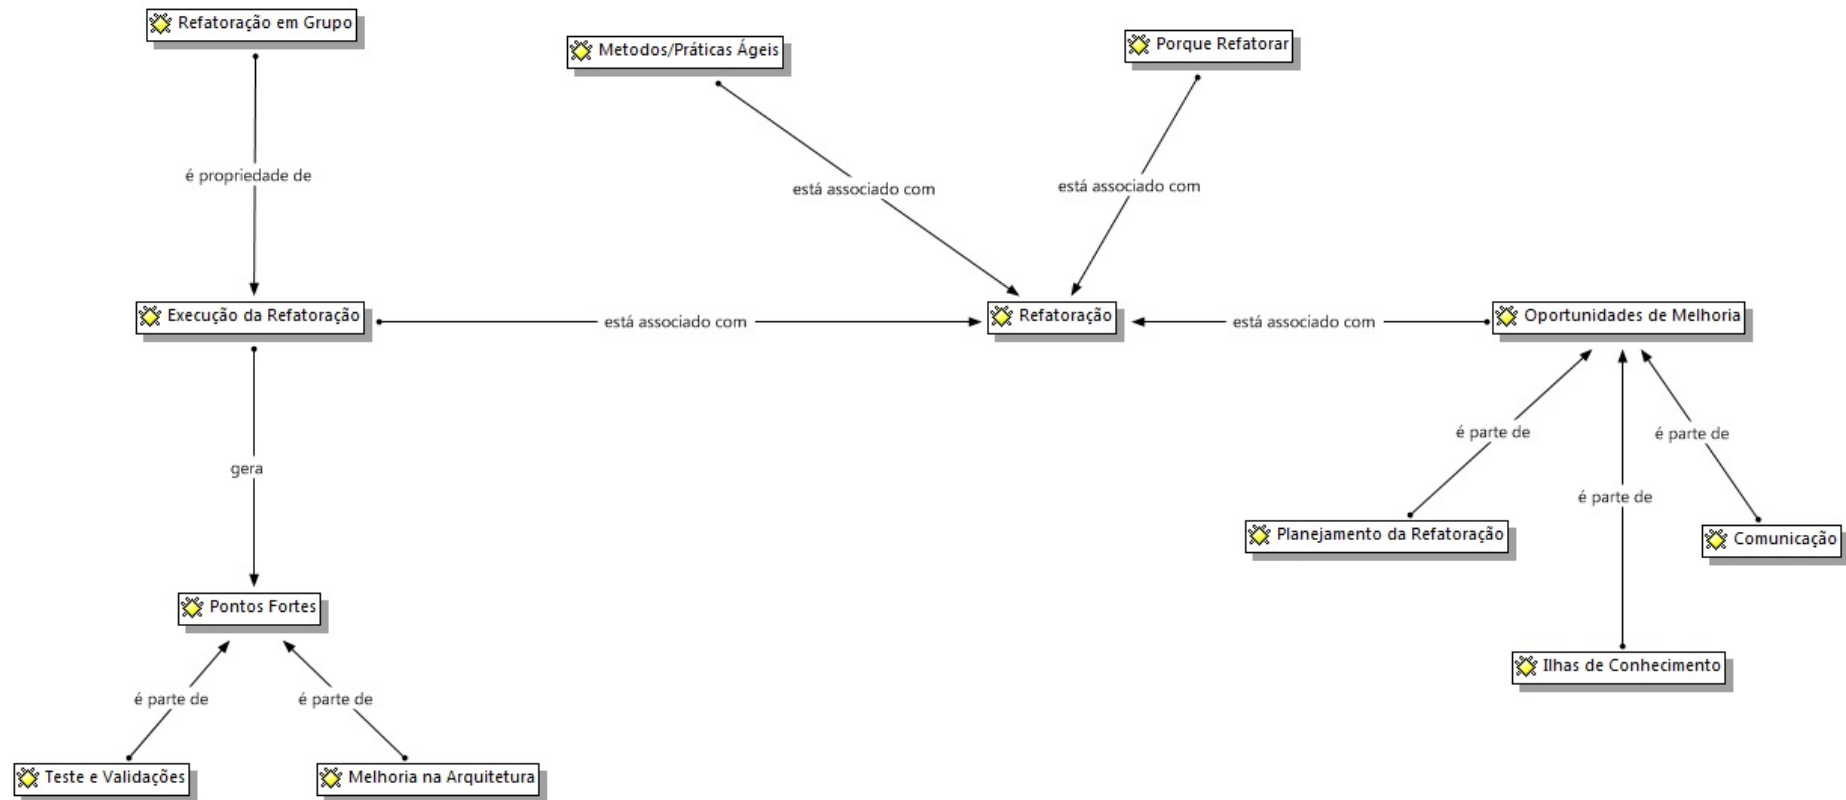 Refatoração em Grupo
Metodos/Práticas Ágeis
Porque Refatorar
é propriedade de
está associado com
está associado com
Execução da Refatoração
está associado com
Refatoração
está associado com
Oportunidades de Melhoria
é parte de
é parte de
gera
é parte de
Planejamento da Refatoração
Comunicação
Pontos Fortes
Ilhas de Conhecimento
é parte de
é parte de
Teste e Validações
Melhoria na Arquitetura